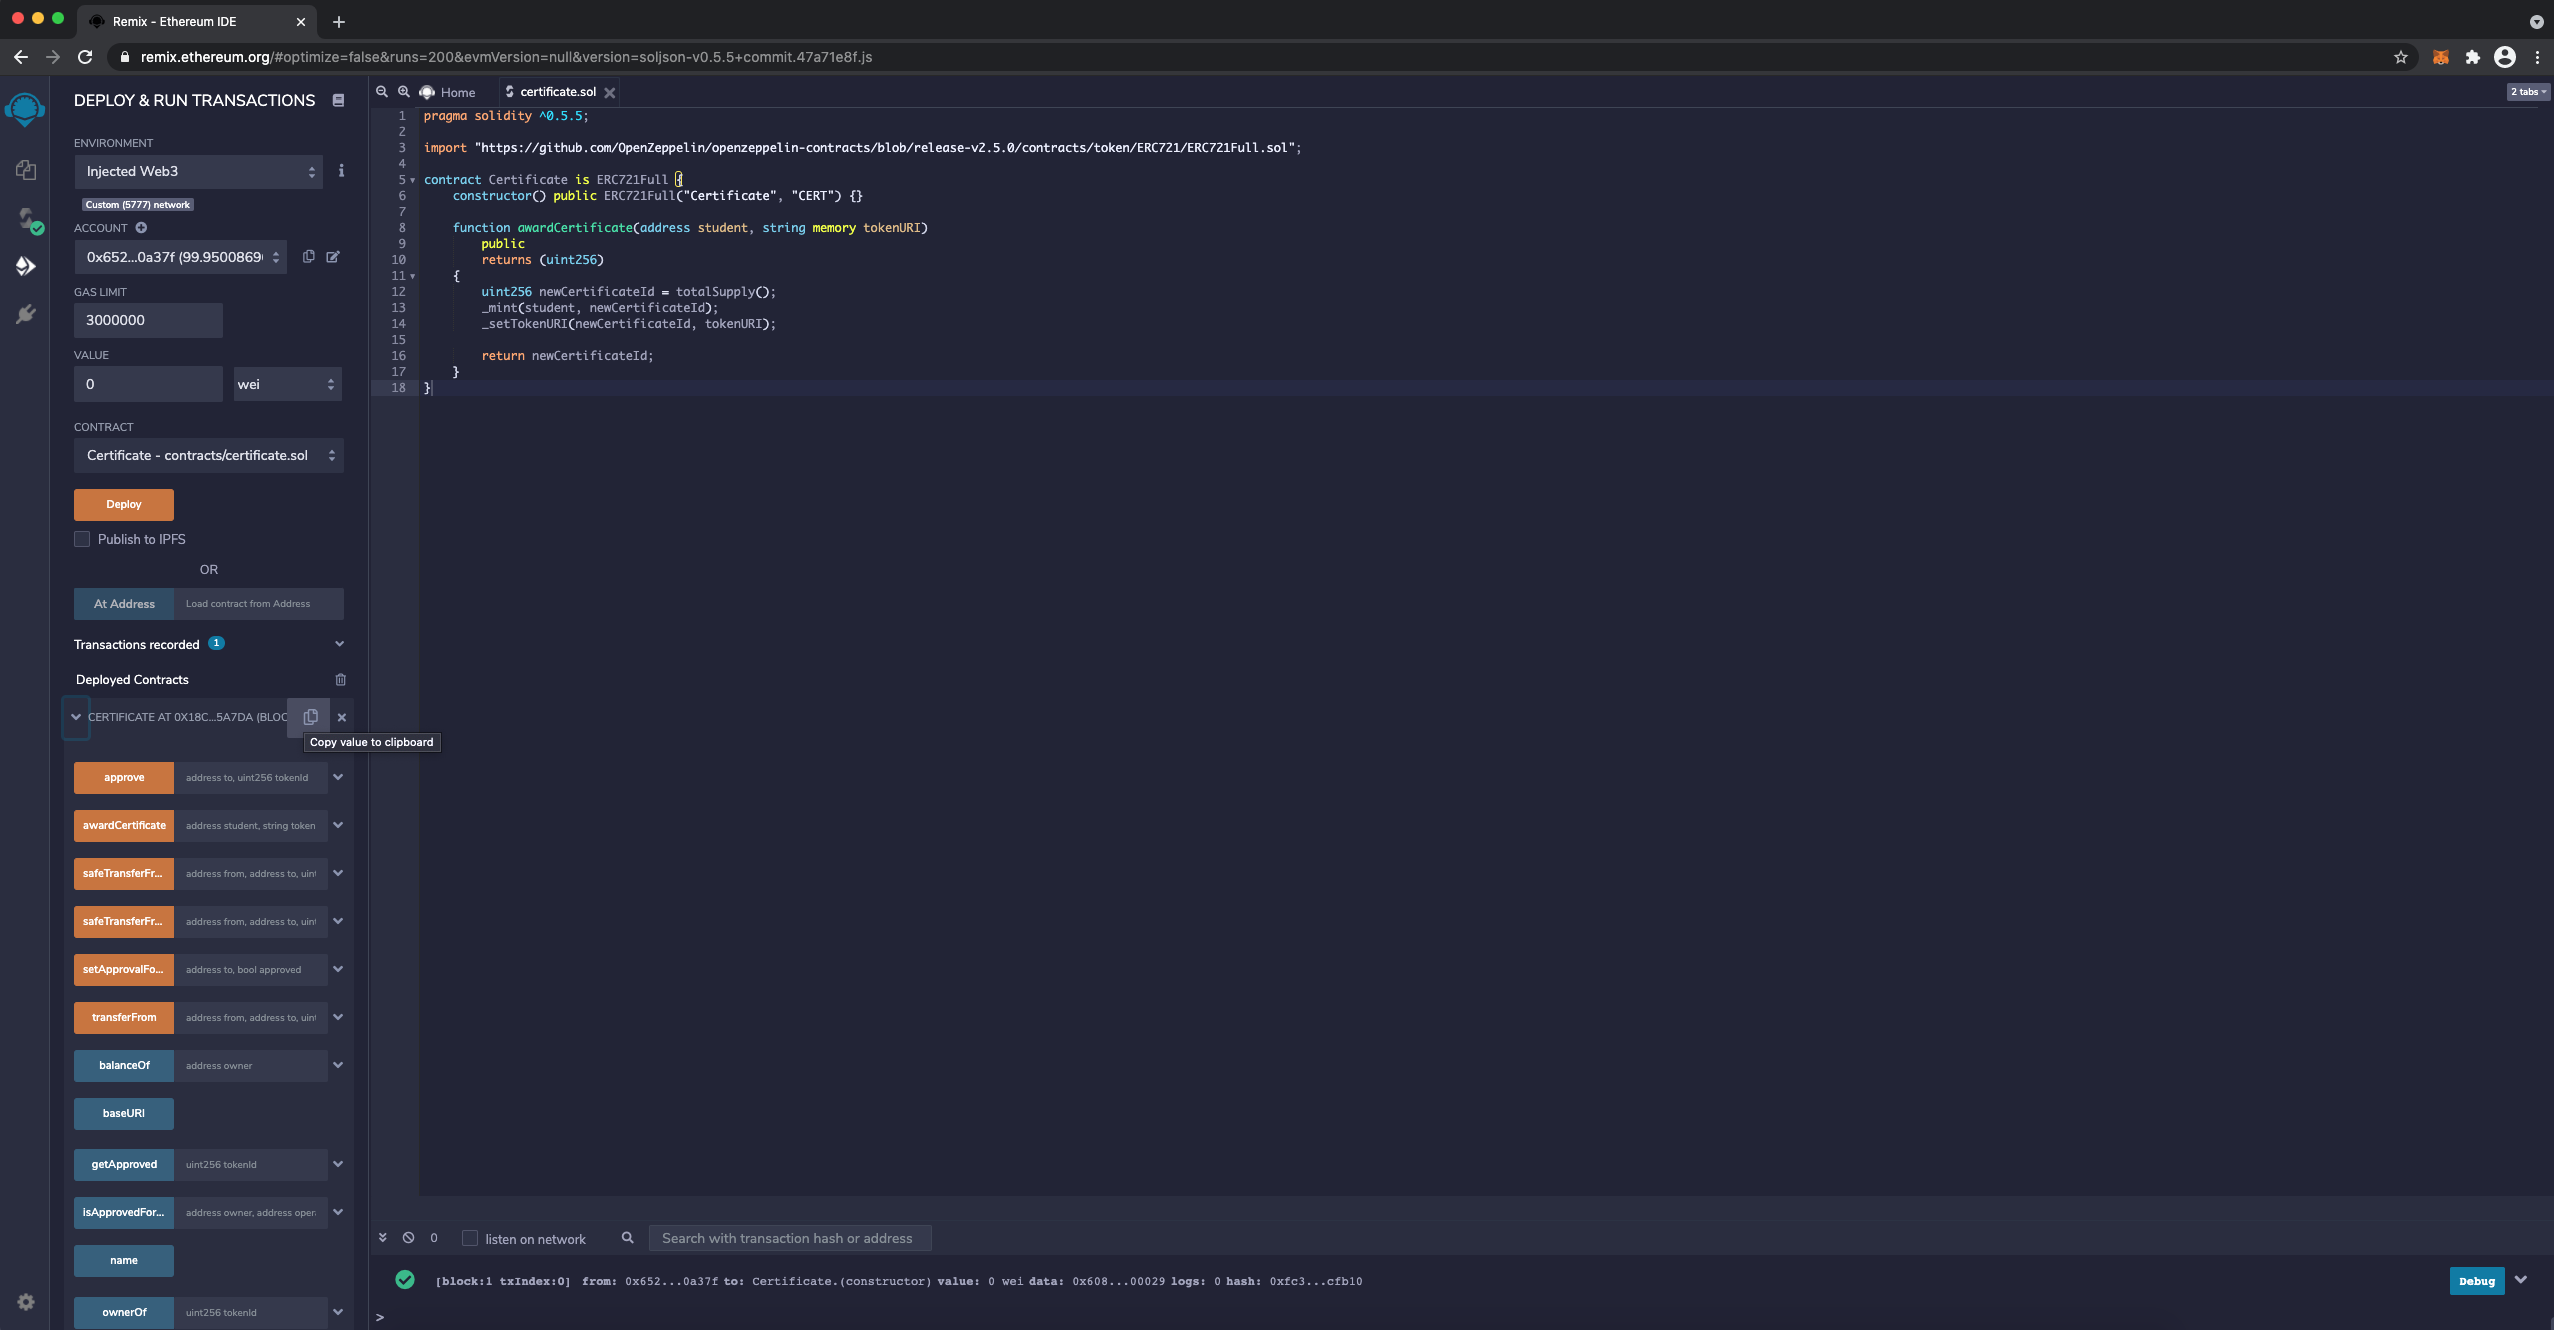 Remix - Ethereum IDE
remix.ethereum.org/#optimize=false&runs=200&evmVersion=null&version=soljson-v0.5.5+commit.47a71e8f.js
DEPLOY & RUN TRANSACTIONS
ENVIRONMENT
Injected Web3
Custom (5777) network
ACCOUNT
0x652...0a37f (99.9500869
GAS LIMIT
3000000
VALUE
0
wei
CONTRACT
Certificate - contracts/certificate.sol
Deploy
Publish to IPFS
OR
At Address
Load contract from Address
Transactions recorded 1
Deployed Contracts
CERTIFICATE AT 0X18C...5A7DA (BLOC
Copy value to clipboard
approve address to, uint256 tokenId
awardCertificate address student, string token
safeTransferFr... address from, address to, uint
safeTransferFr... address from, address to, uint
setApprovalFo... address to, bool approved
transferFrom address from, address to, uint
balanceOf address owner
baseURI
getApproved uint256 tokenId
isApprovedFor... address owner, address oper
name
ownerOf uint256 tokenId
Home
certificate.sol
2 tabs
1 pragma solidity ^0.5.5;
2
3 import "https://github.com/OpenZeppelin/openzeppelin-contracts/blob/release-v2.5.0/contracts/token/ERC721/ERC721Full.sol";
4
5 contract Certificate is ERC721Full {
6 constructor() public ERC721Full("Certificate", "CERT") {}
7
8 function awardCertificate(address student, string memory tokenURI)
9 public
10 returns (uint256)
11 {
12 uint256 newCertificateId = totalSupply();
13 _mint(student, newCertificateId);
14 _setTokenURI(newCertificateId, tokenURI);
15
16 return newCertificateId;
17 }
18 }
0
listen on network
Search with transaction hash or address
[block:1 txIndex:0] from: 0x652...0a37f to: Certificate.(constructor) value: 0 wei data: 0x608...00029 logs: 0 hash: 0xfc3...cfb10
Debug
>